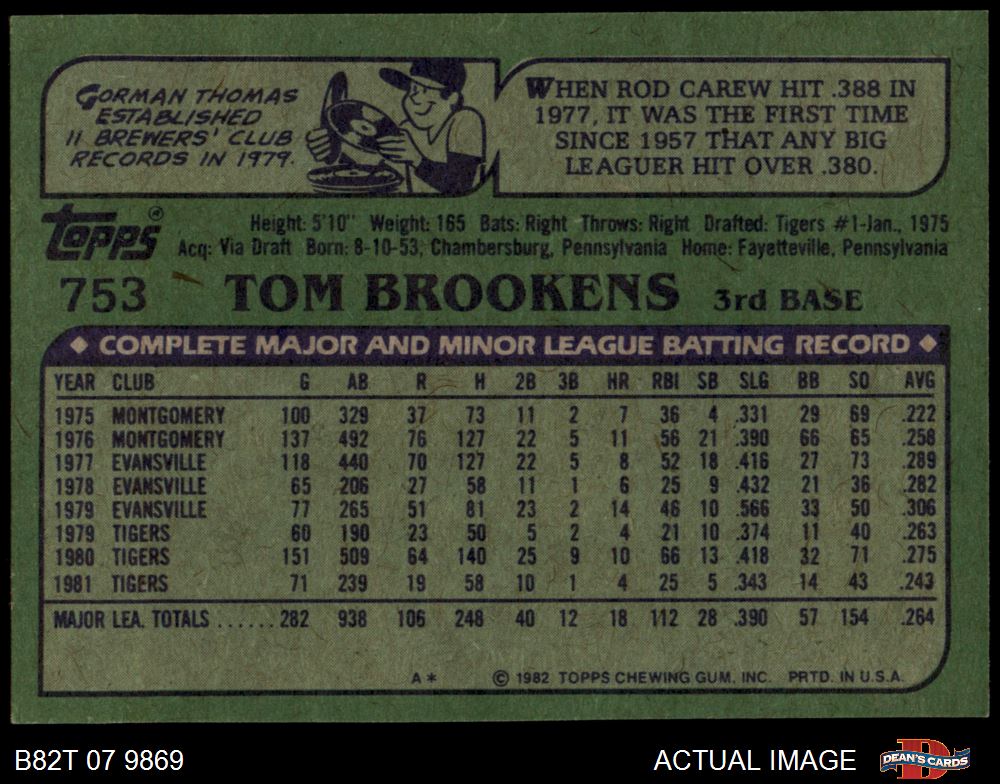 GORMAN THOMAS
ESTABLISHED
11 BREWERS' CLUB
RECORDS IN 1979.
WHEN ROD CAREW HIT .388 IN
1977, IT WAS THE FIRST TIME
SINCE 1957 THAT ANY BIG
LEAGUER HIT OVER .380.
Topps®
Height: 5'10" Weight: 165 Bats: Right Throws: Right Drafted: Tigers #1-Jan., 1975
Acq: Via Draft Born: 8-10-53, Chambersburg, Pennsylvania Home: Fayetteville, Pennsylvania
753 TOM BROOKENS 3rd BASE
◆ COMPLETE MAJOR AND MINOR LEAGUE BATTING RECORD ◆
YEAR CLUB G AB R H 2B 3B HR RBI SB SLG BB SO AVG
1975 MONTGOMERY 100 329 37 73 11 2 7 36 4 .331 29 69 .222
1976 MONTGOMERY 137 492 76 127 22 5 11 56 21 .390 66 65 .258
1977 EVANSVILLE 118 440 70 127 22 5 8 52 18 .416 27 73 .289
1978 EVANSVILLE 65 206 27 58 11 1 6 25 9 .432 21 36 .282
1979 EVANSVILLE 77 265 51 81 23 2 14 46 10 .566 33 50 .306
1979 TIGERS 60 190 23 50 5 2 4 21 10 .374 11 40 .263
1980 TIGERS 151 509 64 140 25 9 10 66 13 .418 32 71 .275
1981 TIGERS 71 239 19 58 10 1 4 25 5 .343 14 43 .243
MAJOR LEA. TOTALS ...... 282 938 106 248 40 12 18 112 28 .390 57 154 .264
A* © 1982 TOPPS CHEWING GUM, INC. PRTD. IN U.S.A.
B82T 07 9869 ACTUAL IMAGE DEAN'S CARDS